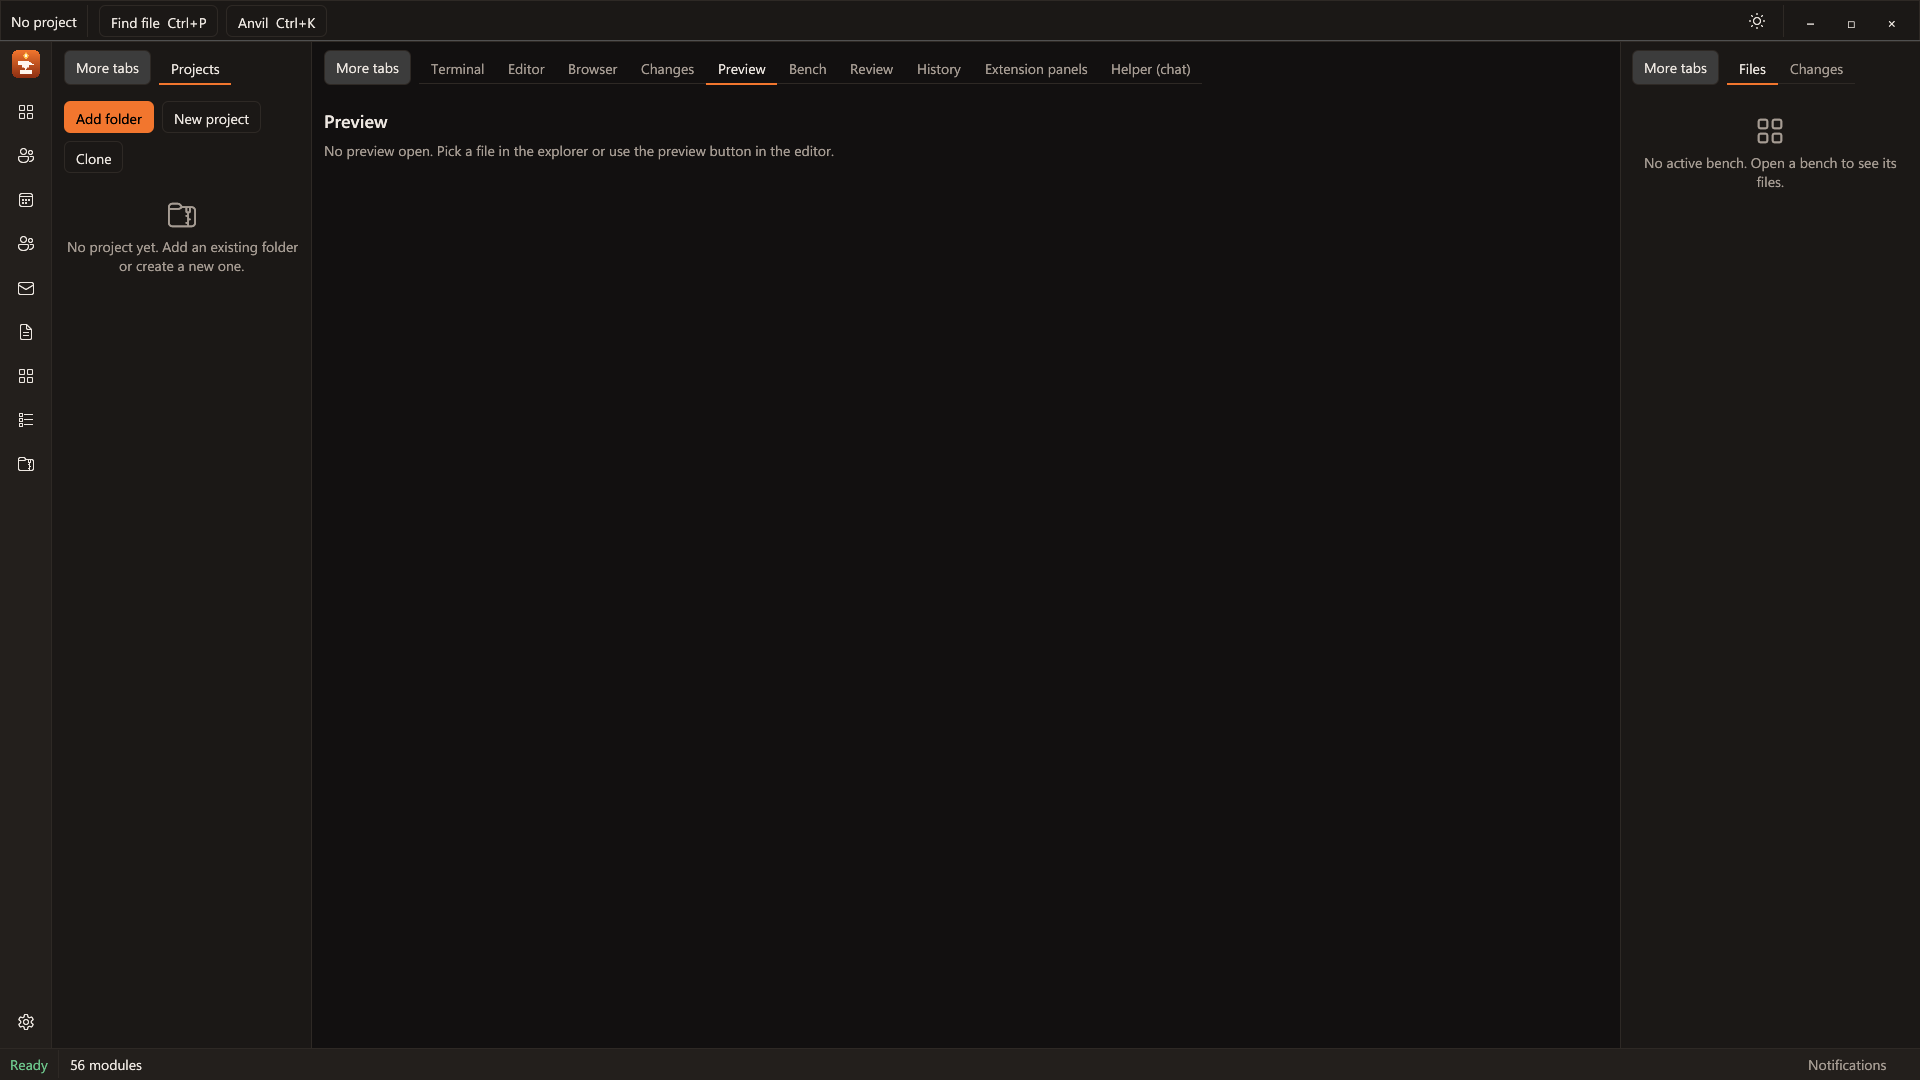 No project
Find file Ctrl+P
Anvil Ctrl+K
More tabs
Projects
Add folder
New project
Clone
No project yet. Add an existing folder
or create a new one.
More tabs
Terminal
Editor
Browser
Changes
Preview
Bench
Review
History
Extension panels
Helper (chat)
Preview
No preview open. Pick a file in the explorer or use the preview button in the editor.
More tabs
Files
Changes
No active bench. Open a bench to see its
files.
Ready
56 modules
Notifications